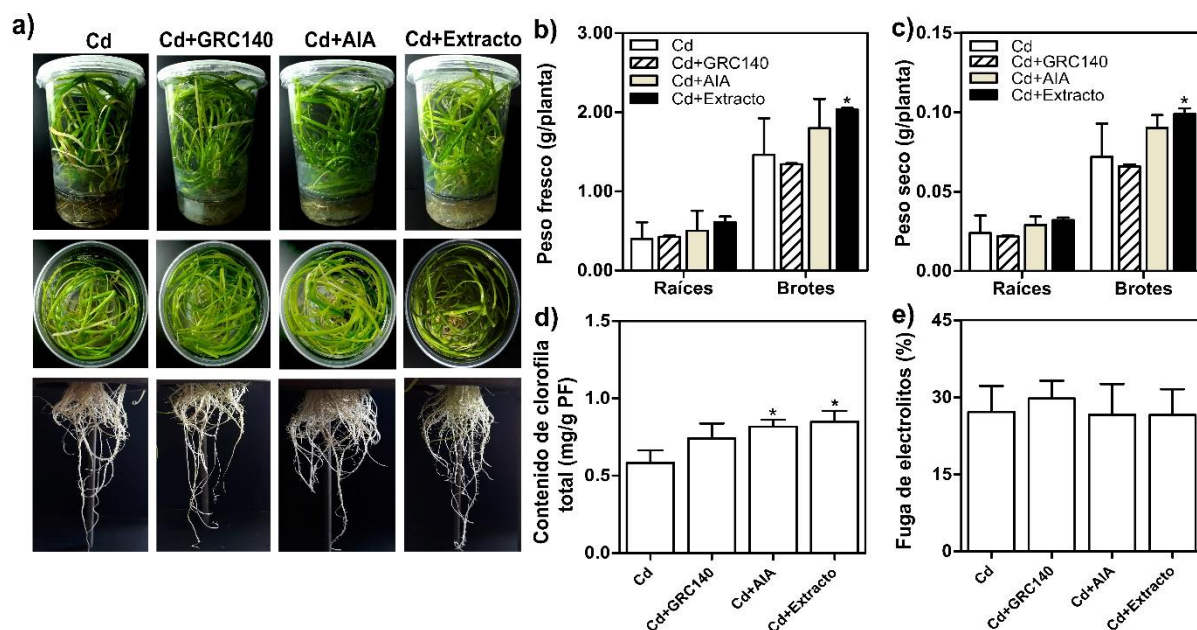 a)
Cd
Cd+GRC140
Cd+AIA
Cd+Extracto
b)
Peso fresco (g/planta)
3.00
2.00
1.00
0.00
Cd
Cd+GRC140
Cd+AIA
Cd+Extracto
*
Raíces
Brotes
c)
Peso seco (g/planta)
0.15
0.10
0.05
0.00
Cd
Cd+GRC140
Cd+AIA
Cd+Extracto
*
Raíces
Brotes
d)
Contenido de clorofila
total (mg/g PF)
1.5
1.0
0.5
0.0
*
*
Cd
Cd+GRC140
Cd+AIA
Cd+Extracto
e)
Fuga de electrolitos (%)
45
30
15
0
Cd
Cd+GRC140
Cd+AIA
Cd+Extracto